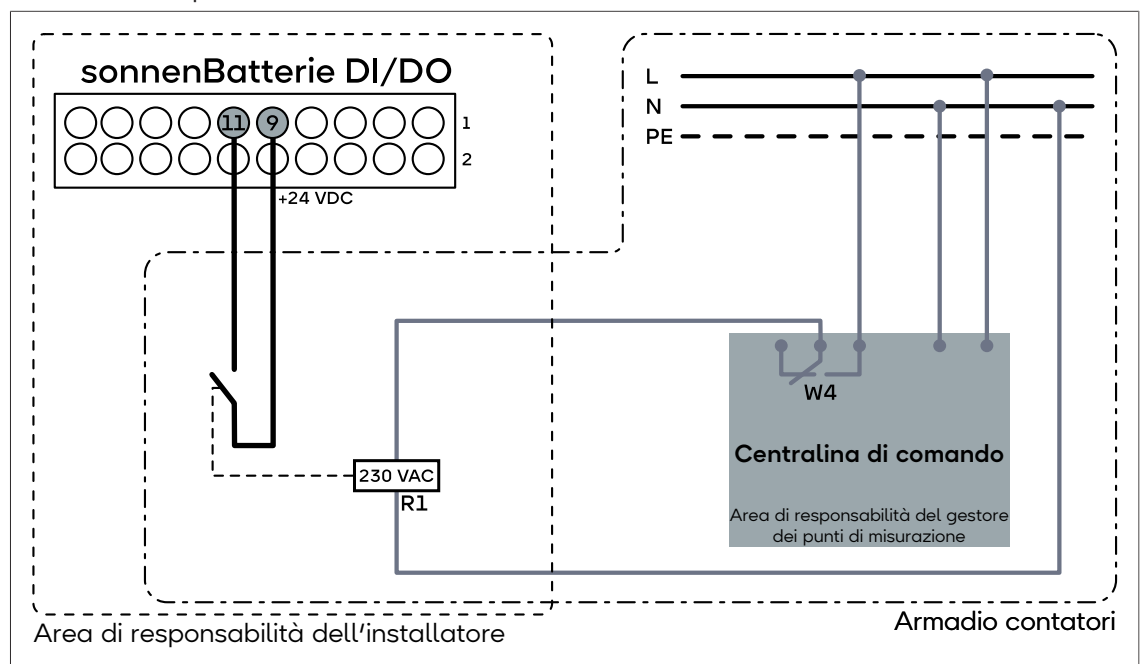 sonnenBatterie DI/DO
11 9 1
2
+24 VDC
L
N
PE
W4
Centralina di comando
Area di responsabilità del gestore
dei punti di misurazione
230 VAC
R1
Area di responsabilità dell'installatore
Armadio contatori